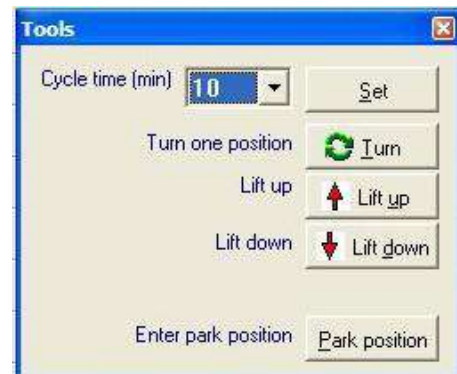 Tools
Cycle time (min) 10 Set
Turn one position Turn
Lift up Lift up
Lift down Lift down
Enter park position Park position